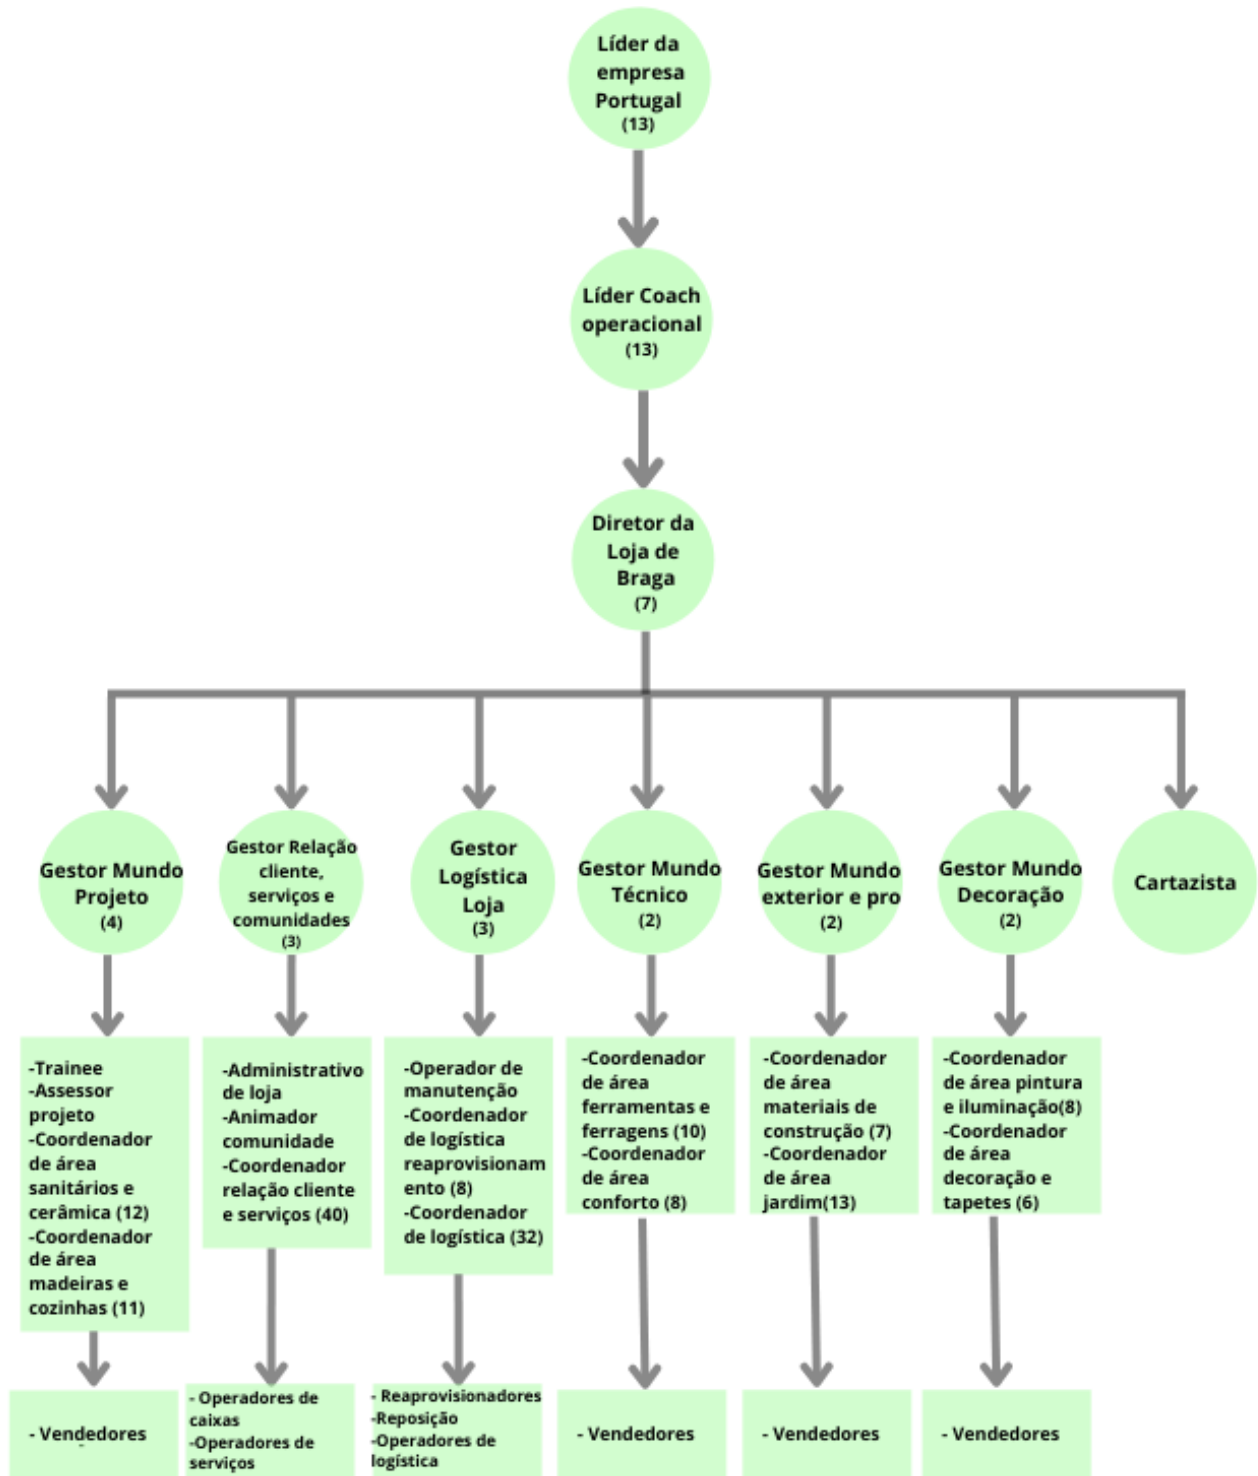 Líder da
empresa
Portugal
(13)
Líder Coach
operacional
(13)
Diretor da
Loja de
Braga
(7)
Gestor Mundo
Projeto
(4)
Gestor Relação
cliente,
serviços e
comunidades
(3)
Gestor
Logística
Loja
(3)
Gestor Mundo
Técnico
(2)
Gestor Mundo
exterior e pro
(2)
Gestor Mundo
Decoração
(2)
Cartazista
-Trainee
-Assessor
projeto
-Coordenador
de área
sanitários e
cerâmica (12)
-Coordenador
de área
madeiras e
cozinhas (11)
-Administrativo
de loja
-Animador
comunidade
-Coordenador
relação cliente
e serviços (40)
-Operador de
manutenção
-Coordenador
de logística
reaprovisionam
ento (8)
-Coordenador
de logística (32)
-Coordenador
de área
ferramentas e
ferragens (10)
-Coordenador
de área
conforto (8)
-Coordenador
de área
materiais de
construção (7)
-Coordenador
de área
jardim(13)
-Coordenador
de área pintura
e iluminação(8)
-Coordenador
de área
decoração e
tapetes (6)
- Vendedores
- Operadores de
caixas
-Operadores de
serviços
- Reaprovisionadores
-Reposição
-Operadores de
logística
- Vendedores
- Vendedores
- Vendedores